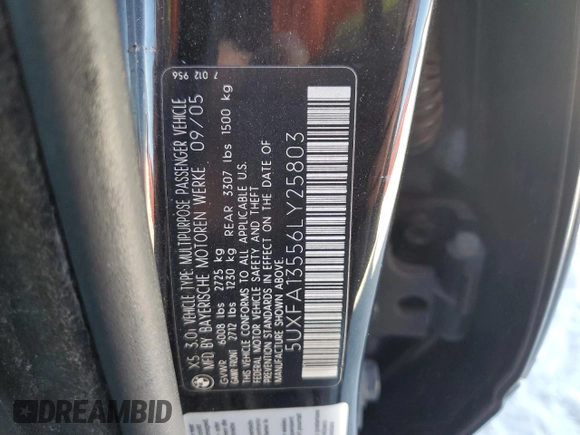 X5 3.0i VEHICLE TYPE: MULTIPURPOSE PASSENGER VEHICLE
MFD BY BAYERISCHE MOTOREN WERKE 09/05
GVWR 6008 lbs 2725 kg
GAWR FRONT 2712 lbs 1230 kg REAR 3307 lbs 1500 kg
THIS VEHICLE CONFORMS TO ALL APPLICABLE U.S.
FEDERAL MOTOR VEHICLE SAFETY AND THEFT
PREVENTION STANDARDS IN EFFECT ON THE DATE OF
MANUFACTURE SHOWN ABOVE.
5UXFA13556LY25803
7 012 956
DREAMBID